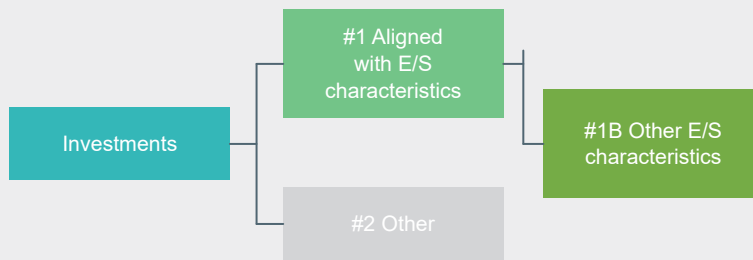 #1 Aligned
with E/S
characteristics
Investments
#1B Other E/S
characteristics
#2 Other